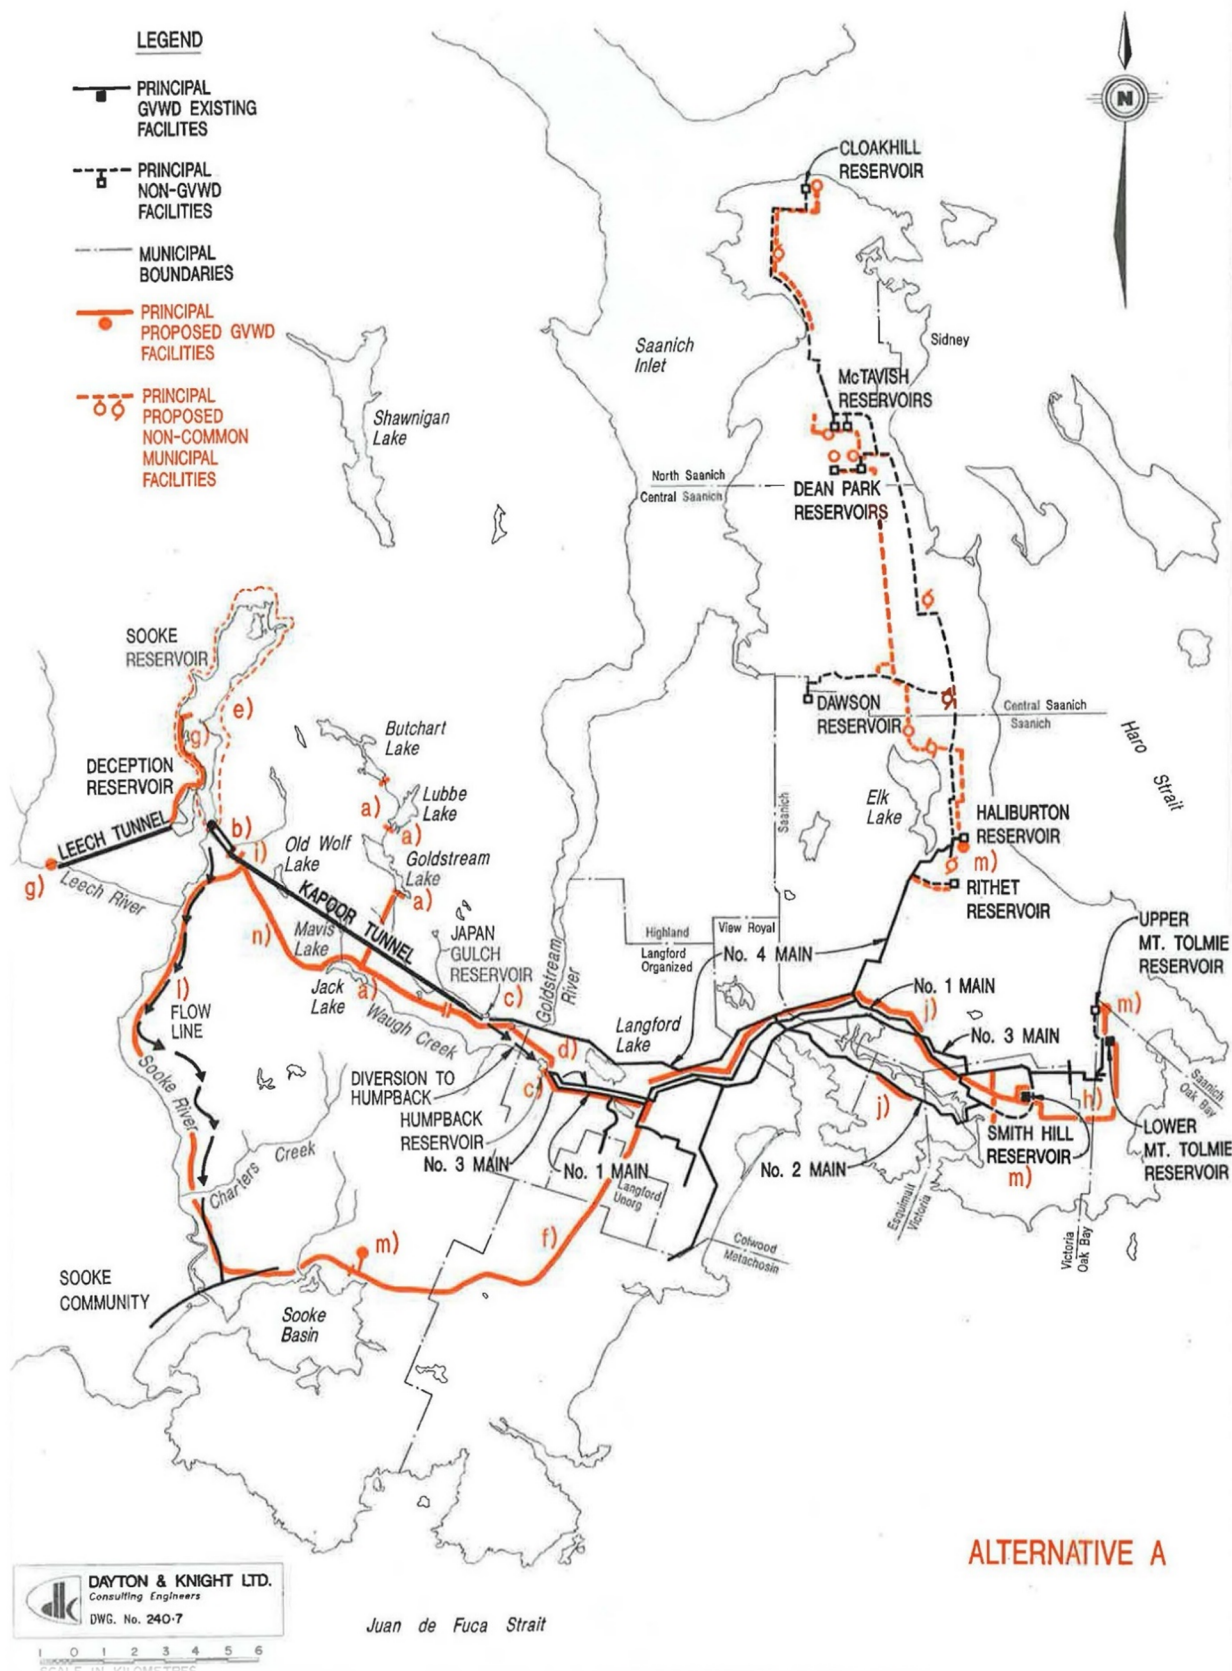 LEGEND
PRINCIPAL
GVWD EXISTING
FACILITES
PRINCIPAL
NON-GVWD
FACILITIES
MUNICIPAL
BOUNDARIES
PRINCIPAL
PROPOSED GVWD
FACILITIES
PRINCIPAL
PROPOSED
NON-COMMON
MUNICIPAL
FACILITIES
N
CLOAKHILL
RESERVOIR
Saanich
Inlet
Sidney
McTAVISH
RESERVOIRS
Shawnigan
Lake
North Saanich
Central Saanich
DEAN PARK
RESERVOIRS
SOOKE
RESERVOIR
e)
g)
Butchart
Lake
DAWSON
RESERVOIR
Central Saanich
Saanich
Haro
Strait
DECEPTION
RESERVOIR
Lubbe
Lake
a)
a)
Saanich
Elk
Lake
HALIBURTON
RESERVOIR
m)
LEECH TUNNEL
b)
i)
Old Wolf
Lake
Goldstream
Lake
a)
g)
Leech River
KAPOOR TUNNEL
RITHET
RESERVOIR
n)
Mavis
Lake
JAPAN
GULCH
RESERVOIR
Goldstream
River
Highland
Langford
Organized
View Royal
No. 4 MAIN
UPPER
MT. TOLMIE
RESERVOIR
a)
c)
Jack
Lake
l)
FLOW
LINE
Waugh Creek
Langford
Lake
No. 1 MAIN
j)
m)
No. 3 MAIN
d)
Sooke River
DIVERSION TO
HUMPBACK
c)
HUMPBACK
RESERVOIR
j)
h)
Saanich
Oak Bay
SMITH HILL
RESERVOIR
m)
LOWER
MT. TOLMIE
RESERVOIR
No. 3 MAIN
No. 1 MAIN
No. 2 MAIN
Charters Creek
Langford
Unorg
Esquimalt
Victoria
Victoria
Oak Bay
f)
m)
Colwood
Metachosin
SOOKE
COMMUNITY
Sooke
Basin
ALTERNATIVE A
dk
DAYTON & KNIGHT LTD.
Consulting Engineers
DWG. No. 240-7
Juan de Fuca Strait
1 0 1 2 3 4 5 6
SCALE IN KILOMETRES